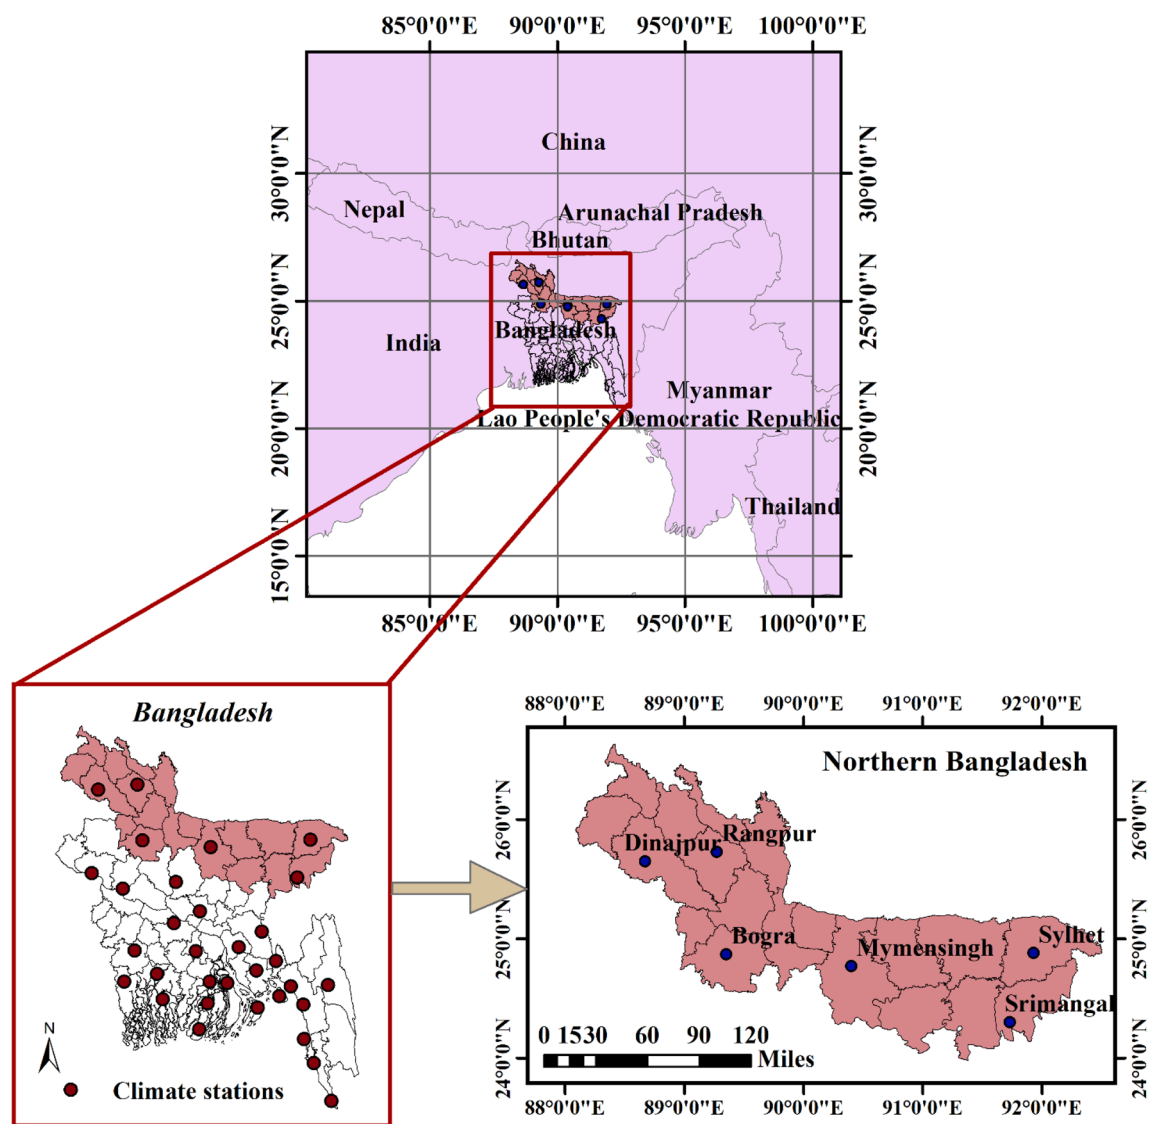 85°0'0"E 90°0'0"E 95°0'0"E 100°0'0"E
30°0'0"N
25°0'0"N
20°0'0"N
15°0'0"N
China
Nepal
Arunachal Pradesh
Bhutan
Bangladesh
India
Myanmar
Lao People's Democratic Republic
Thailand
30°0'0"N
25°0'0"N
20°0'0"N
15°0'0"N
85°0'0"E 90°0'0"E 95°0'0"E 100°0'0"E
Bangladesh
N
Climate stations
88°0'0"E 89°0'0"E 90°0'0"E 91°0'0"E 92°0'0"E
26°0'0"N
25°0'0"N
24°0'0"N
Northern Bangladesh
Dinajpur
Rangpur
Bogra
Mymensingh
Sylhet
Srimangal
0 1530 60 90 120
Miles
26°0'0"N
25°0'0"N
24°0'0"N
88°0'0"E 89°0'0"E 90°0'0"E 91°0'0"E 92°0'0"E